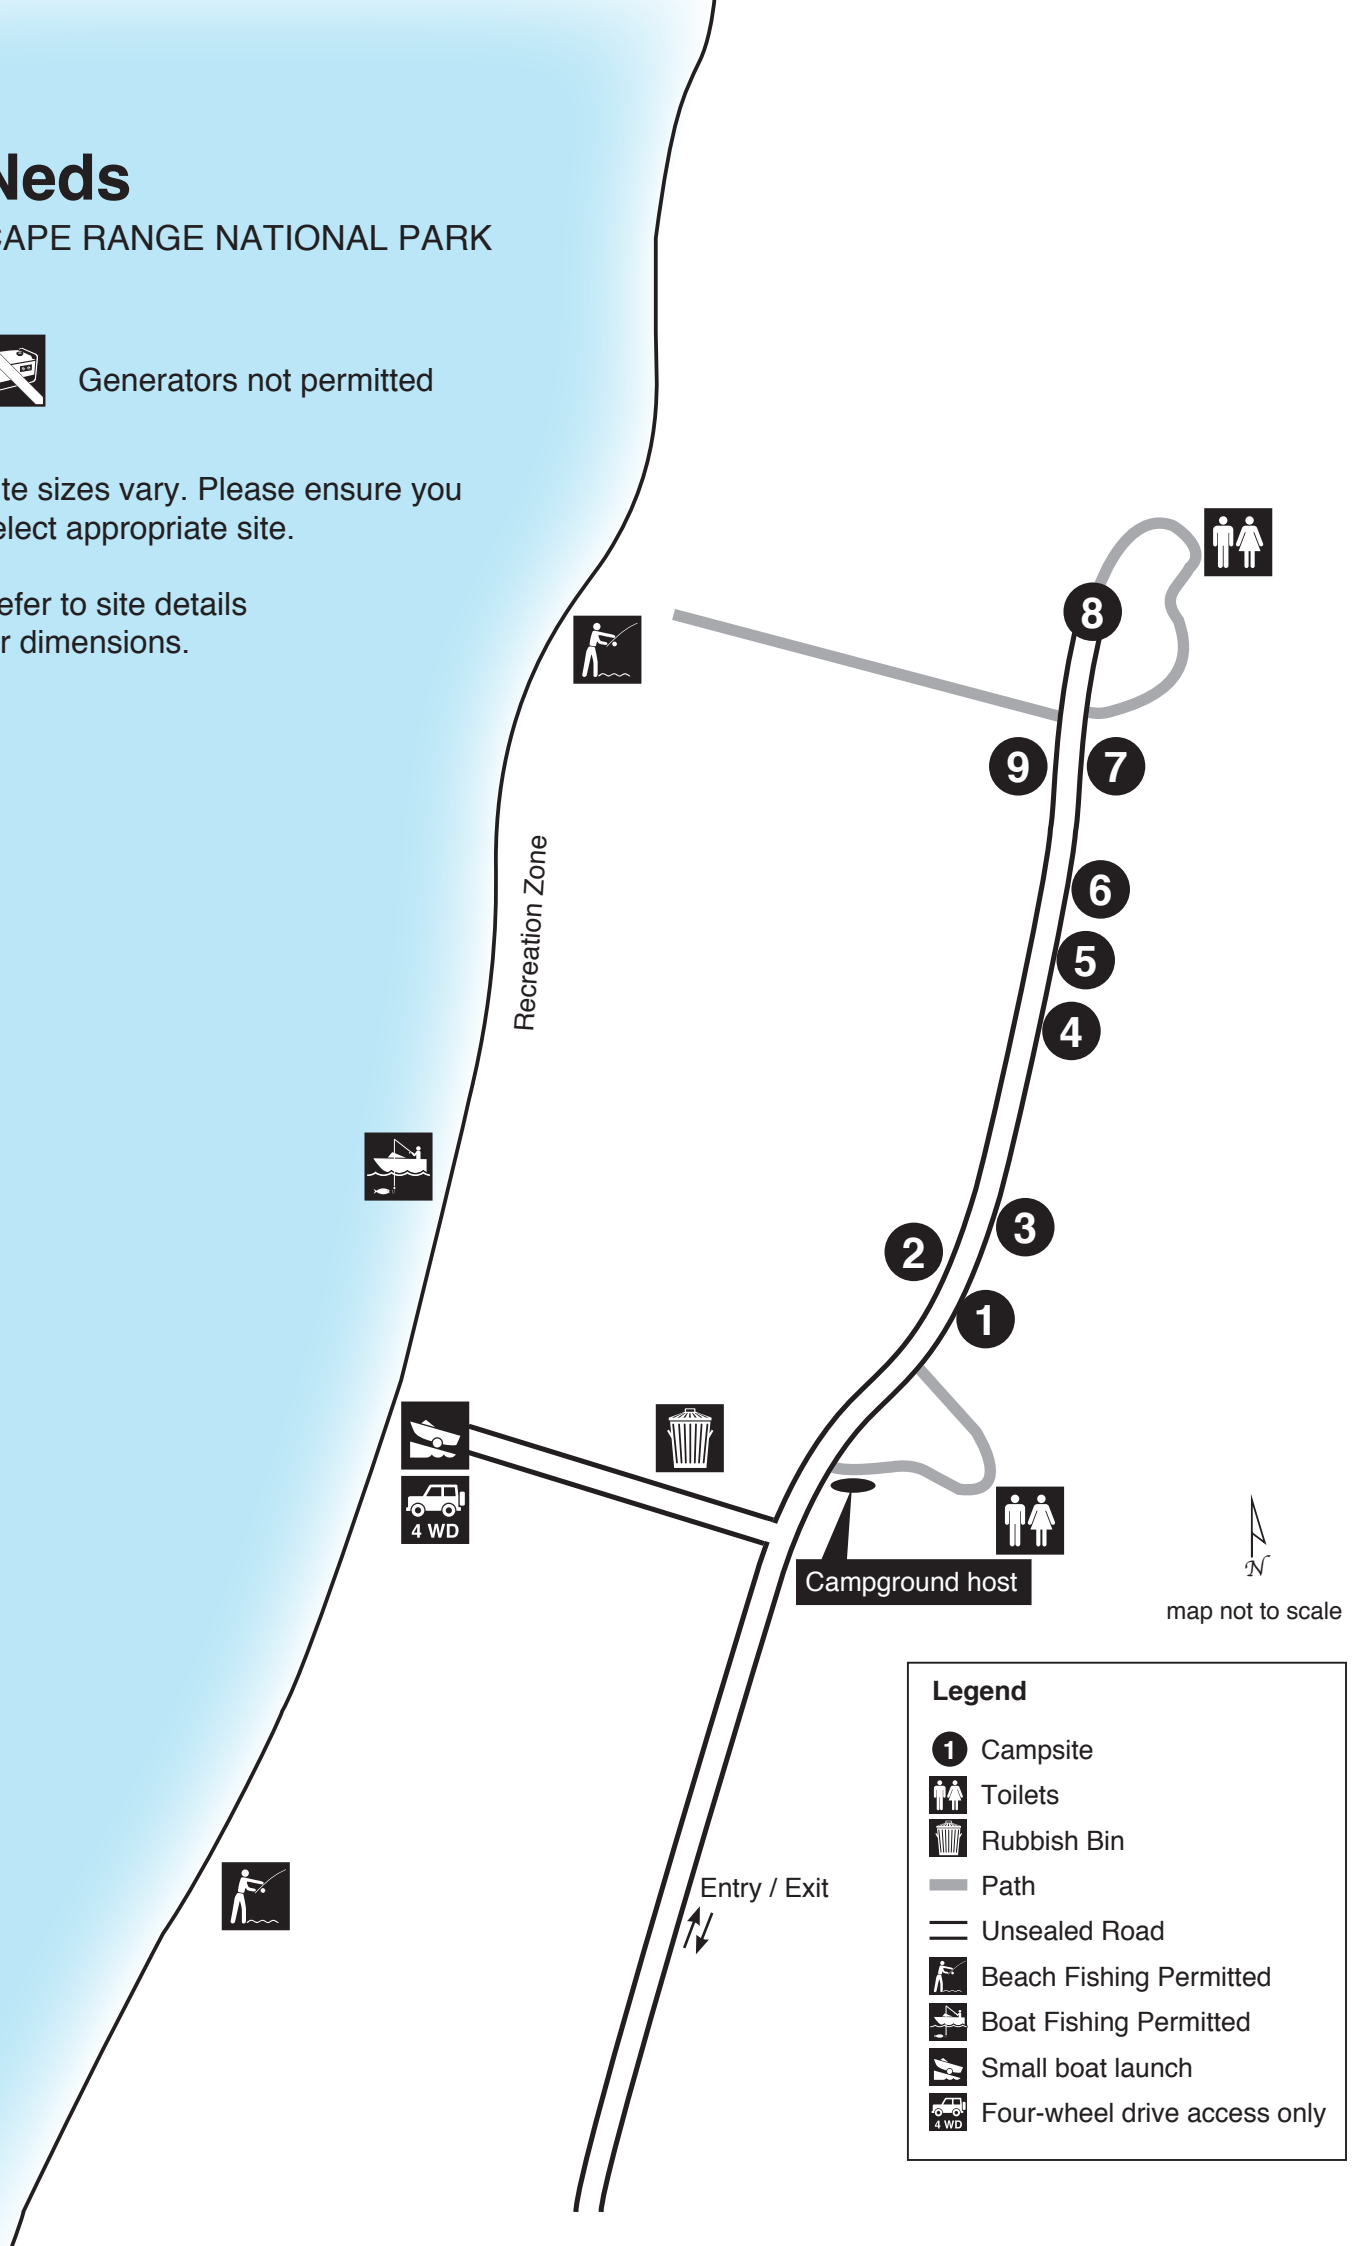 Neds
CAPE RANGE NATIONAL PARK
Generators not permitted
te sizes vary. Please ensure you
elect appropriate site.
efer to site details
r dimensions.
8
9
7
6
5
4
Recreation Zone
3
2
1
4 WD
Campground host
N
map not to scale
Legend
1 Campsite
Toilets
Rubbish Bin
Path
Unsealed Road
Beach Fishing Permitted
Boat Fishing Permitted
Small boat launch
4 WD Four-wheel drive access only
Entry / Exit